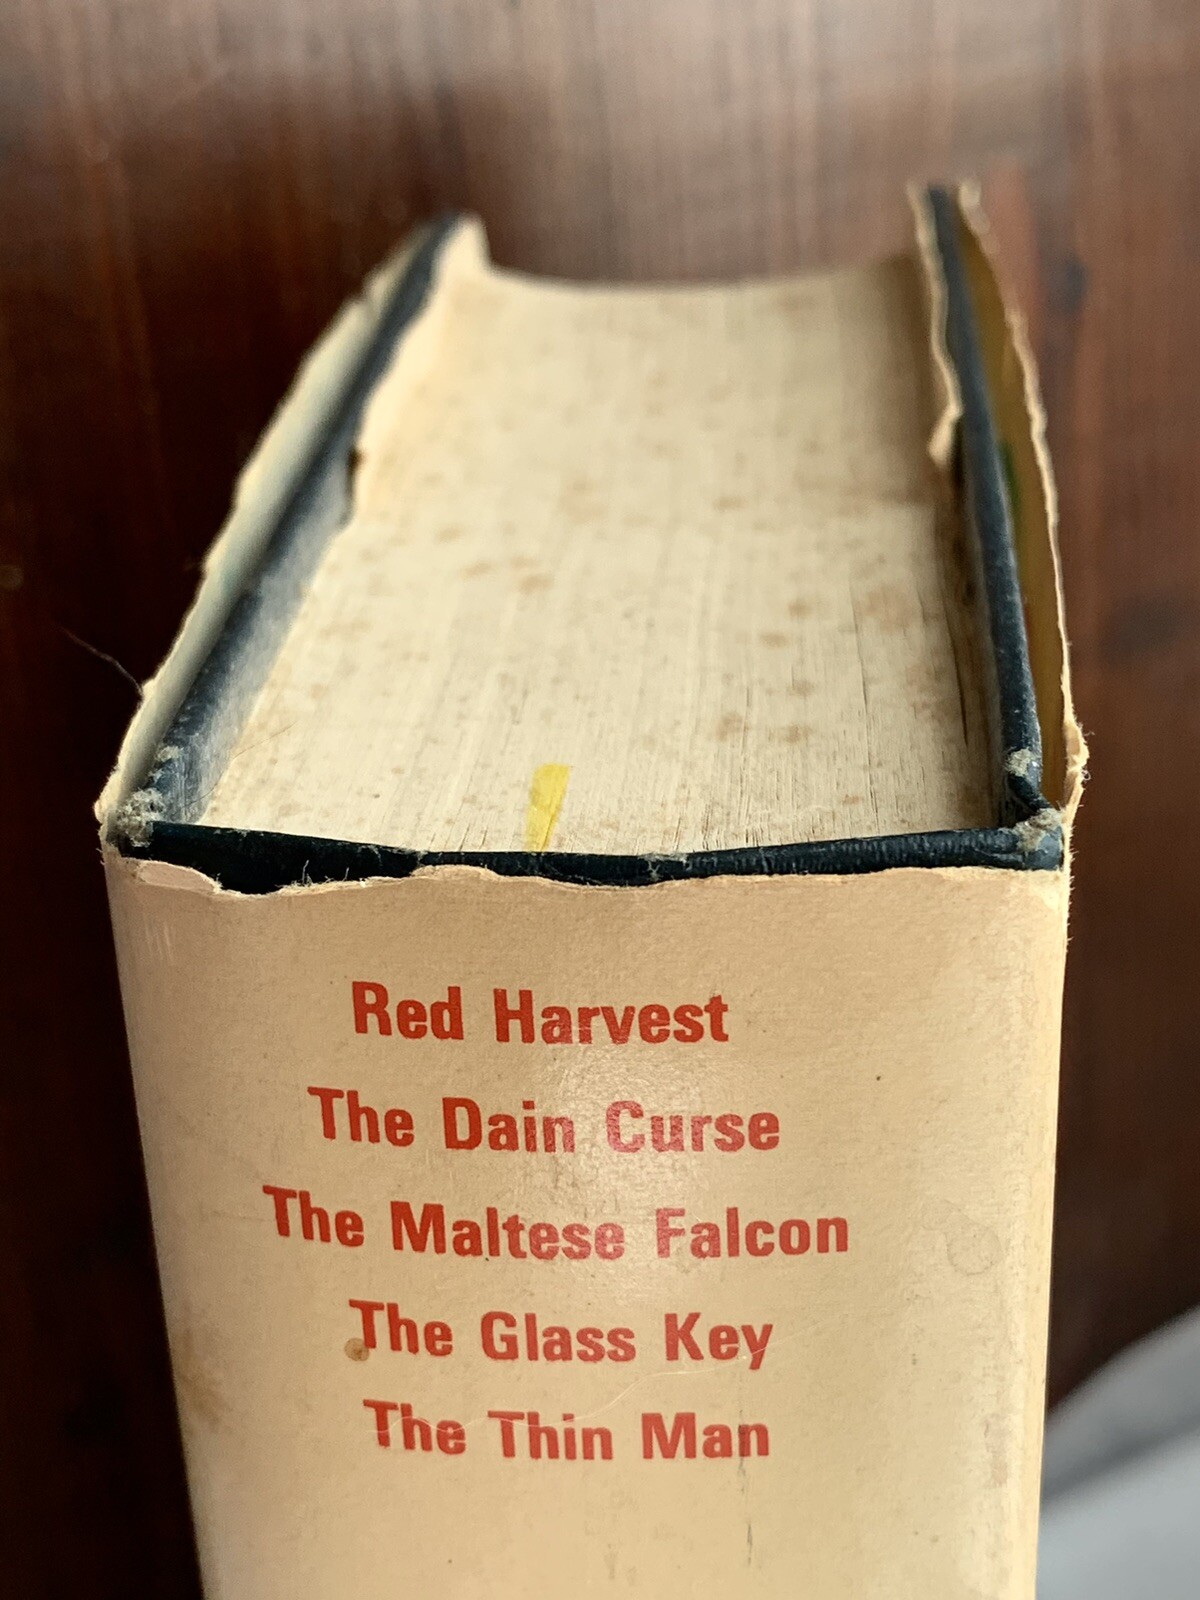 Red Harvest
The Dain Curse
The Maltese Falcon
The Glass Key
The Thin Man